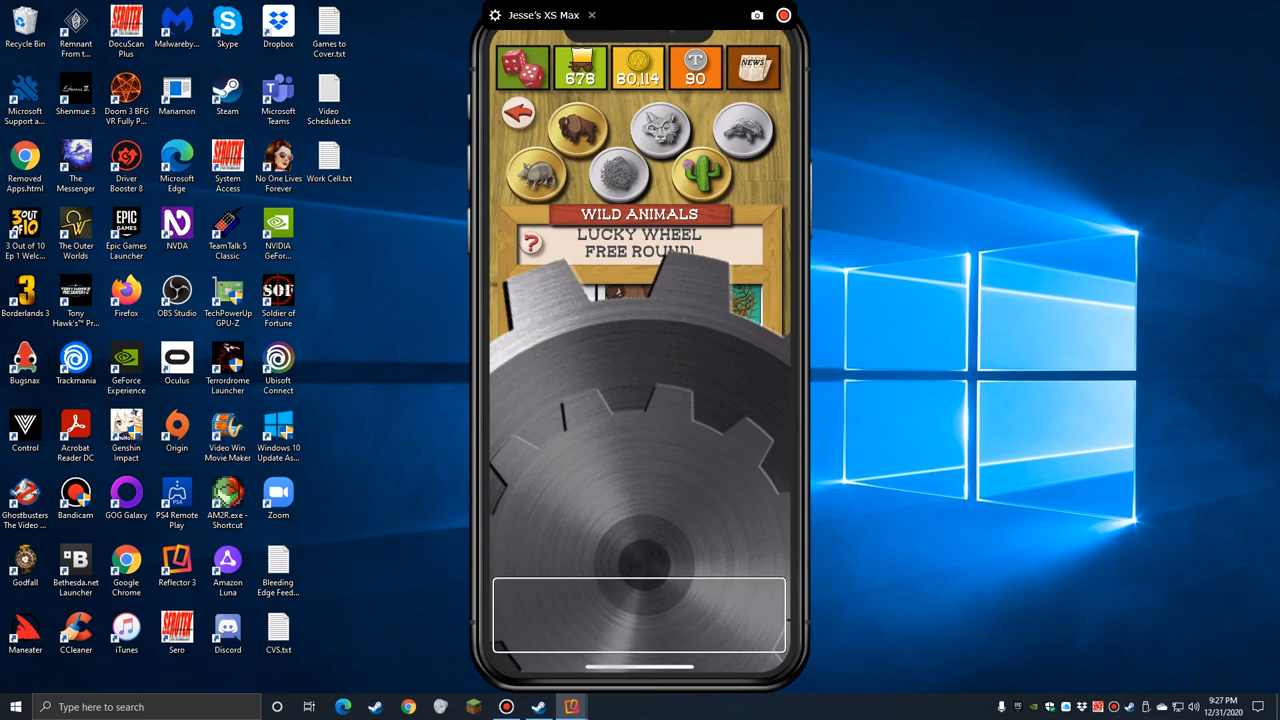 Jesse's XS Max
678
80,114
90
NEWS
WILD ANIMALS
LUCKY WHEEL
FREE ROUND!
?
Recycle Bin
Remnant From t...
DocuScan Plus
Malwareby...
Skype
Dropbox
Games to Cover.txt
Microsoft Support a...
Shenmue 3
Doom 3 BFG VR Fully P...
Manamon
Steam
Microsoft Teams
Video Schedule.txt
Removed Apps.html
The Messenger
Driver Booster 8
Microsoft Edge
System Access
No One Lives Forever
Work Cell.txt
3 Out of 10 Ep 1 Welc...
The Outer Worlds
Epic Games Launcher
NVDA
TeamTalk 5 Classic
NVIDIA GeFor...
Borderlands 3
Tony Hawk's™ Pr...
Firefox
OBS Studio
TechPowerUp GPU-Z
Soldier of Fortune
Bugsnax
Trackmania
GeForce Experience
Oculus
Terrordrome Launcher
Ubisoft Connect
Control
Acrobat Reader DC
Genshin Impact
Origin
Video Win Movie Maker
Windows 10 Update As...
Ghostbusters The Video ...
Bandicam
GOG Galaxy
PS4 Remote Play
AM2R.exe - Shortcut
Zoom
Godfall
Bethesda.net Launcher
Google Chrome
Reflector 3
Amazon Luna
Bleeding Edge Feed...
Maneater
CCleaner
iTunes
Sero
Discord
CVS.txt
Type here to search
9:27 PM
12/31/2020